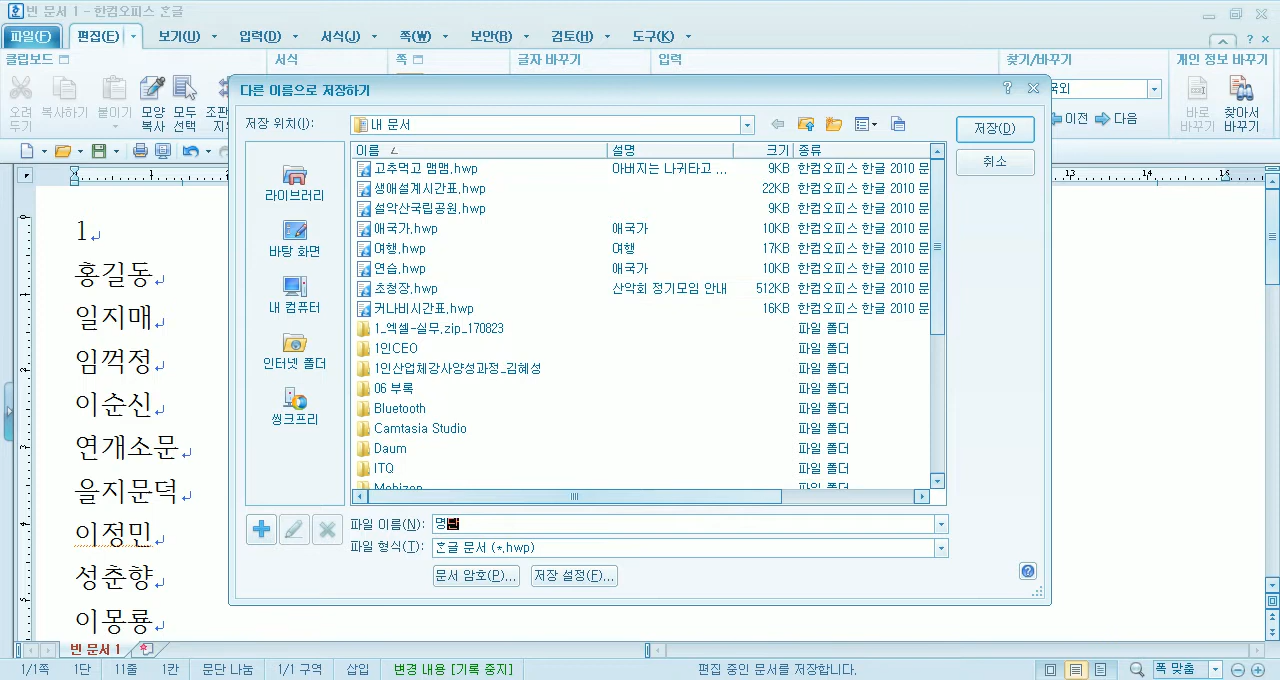 빈 문서 1 - 한컴오피스 한글
파일(F) 편집(E) 보기(U) 입력(D) 서식(J) 쪽(W) 보안(R) 검토(H) 도구(K)
클립보드 서식 쪽 글자 바꾸기 입력 찾기/바꾸기 개인 정보 바꾸기
오려 두기 복사하기 붙이기 모양 복사 모두 선택 이전 다음 바로 바꾸기 찾아서 바꾸기
다른 이름으로 저장하기
저장 위치(I): 내 문서 저장(D)
취소
라이브러리
바탕 화면
내 컴퓨터
인터넷 폴더
씽크프리
이름 설명 크기 종류
고추먹고 맴맴.hwp 아버지는 나귀타고 ... 9KB 한컴오피스 한글 2010 문
생애설계시간표.hwp 22KB 한컴오피스 한글 2010 문
설악산국립공원.hwp 9KB 한컴오피스 한글 2010 문
애국가.hwp 애국가 10KB 한컴오피스 한글 2010 문
여행.hwp 여행 17KB 한컴오피스 한글 2010 문
연습.hwp 애국가 10KB 한컴오피스 한글 2010 문
초청장.hwp 산악회 정기모임 안내 512KB 한컴오피스 한글 2010 문
커나비시간표.hwp 16KB 한컴오피스 한글 2010 문
1_엑셀-실무.zip_170823 파일 폴더
1인CEO 파일 폴더
1인산업체강사양성과정_김혜성 파일 폴더
06 부록 파일 폴더
Bluetooth 파일 폴더
Camtasia Studio 파일 폴더
Daum 파일 폴더
ITQ 파일 폴더
Mobizen 파일 폴더
파일 이름(N): 명단
파일 형식(T): 한글 문서 (*.hwp)
문서 암호(P)... 저장 설정(F)...
1
홍길동
일지매
임꺽정
이순신
연개소문
을지문덕
이정민
성춘향
이몽룡
빈 문서 1
1/1쪽 1단 11줄 1칸 문단 나눔 1/1 구역 삽입 변경 내용 [기록 중지] 편집 중인 문서를 저장합니다. 폭 맞춤